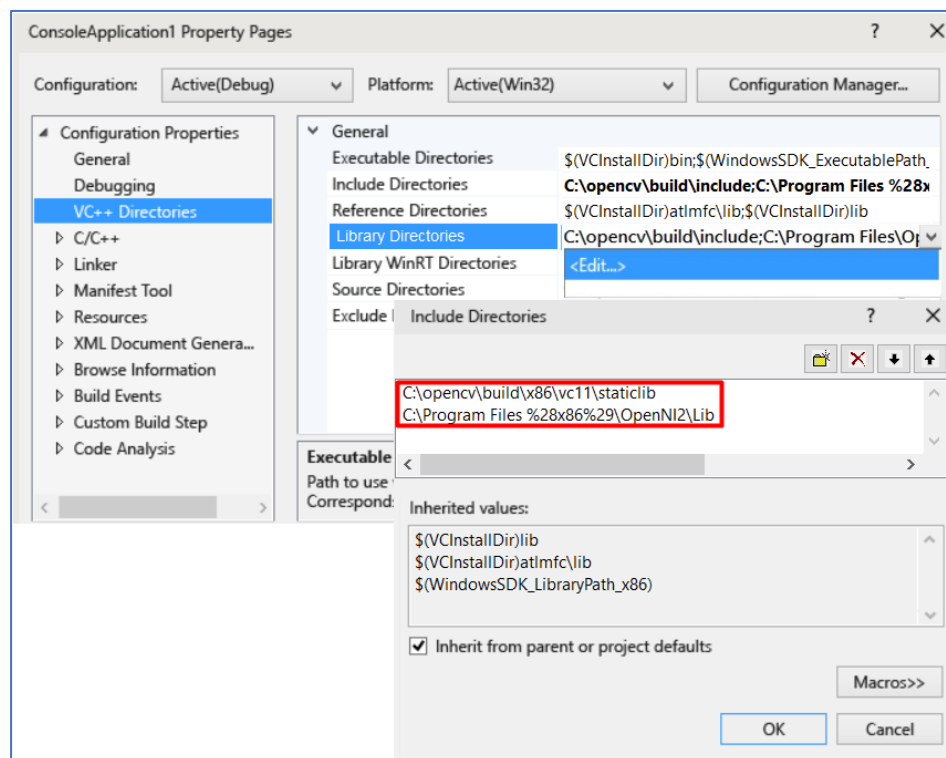 ConsoleApplication1 Property Pages ?
Configuration: Active(Debug) Platform: Active(Win32) Configuration Manager...
Configuration Properties
General
Debugging
VC++ Directories
C/C++
Linker
Manifest Tool
Resources
XML Document Genera...
Browse Information
Build Events
Custom Build Step
Code Analysis
General
Executable Directories $(VCInstallDir)bin;$(WindowsSDK_ExecutablePath_
Include Directories C:\opencv\build\include;C:\Program Files %28x
Reference Directories $(VCInstallDir)atlmfc\lib;$(VCInstallDir)lib
Library Directories C:\opencv\build\include;C:\Program Files\Op
Library WinRT Directories <Edit...>
Source Directories
Exclude
Executable
Path to use
Correspond
Include Directories ?
C:\opencv\build\x86\vc11\staticlib
C:\Program Files %28x86%29\OpenNI2\Lib
Inherited values:
$(VCInstallDir)lib
$(VCInstallDir)atlmfc\lib
$(WindowsSDK_LibraryPath_x86)
Inherit from parent or project defaults
Macros>>
OK Cancel